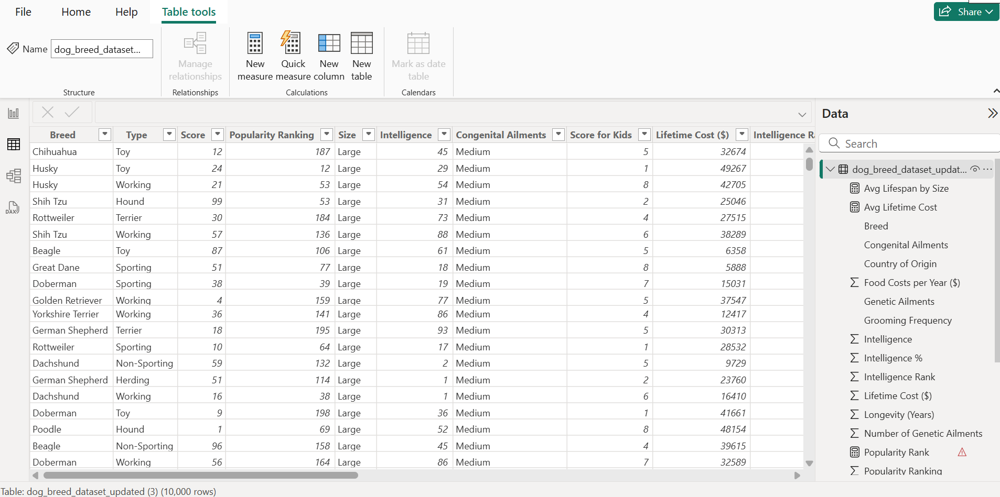 File Home Help Table tools Share
Name dog_breed_dataset...
Manage relationships
New measure
Quick measure
New column
New table
Mark as date table
Structure Relationships Calculations Calendars
DAX
Breed Type Score Popularity Ranking Size Intelligence Congenital Ailments Score for Kids Lifetime Cost ($) Intelligence R
Chihuahua Toy 12 187 Large 45 Medium 5 32674
Husky Toy 24 12 Large 29 Medium 1 49267
Husky Working 21 53 Large 54 Medium 8 42705
Shih Tzu Hound 99 53 Large 31 Medium 2 25046
Rottweiler Terrier 30 184 Large 73 Medium 4 27515
Shih Tzu Working 57 136 Large 88 Medium 6 38289
Beagle Toy 87 106 Large 61 Medium 5 6358
Great Dane Sporting 51 77 Large 18 Medium 8 5888
Doberman Sporting 38 39 Large 19 Medium 7 15031
Golden Retriever Working 4 159 Large 77 Medium 5 37547
Yorkshire Terrier Working 36 141 Large 86 Medium 4 12417
German Shepherd Terrier 18 195 Large 93 Medium 5 30313
Rottweiler Sporting 10 64 Large 17 Medium 1 28532
Dachshund Non-Sporting 59 132 Large 2 Medium 5 9729
German Shepherd Herding 51 114 Large 1 Medium 2 23760
Dachshund Working 16 38 Large 1 Medium 6 16410
Doberman Toy 9 198 Large 36 Medium 1 41661
Poodle Hound 1 69 Large 52 Medium 8 48154
Beagle Non-Sporting 96 158 Large 45 Medium 4 39615
Doberman Working 56 164 Large 86 Medium 7 32589
Data
Search
dog_breed_dataset_updat...
Avg Lifespan by Size
Avg Lifetime Cost
Breed
Congenital Ailments
Country of Origin
Food Costs per Year ($)
Genetic Ailments
Grooming Frequency
Intelligence
Intelligence %
Intelligence Rank
Lifetime Cost ($)
Longevity (Years)
Number of Genetic Ailments
Popularity Rank
Popularity Ranking
Table: dog_breed_dataset_updated (3) (10,000 rows)